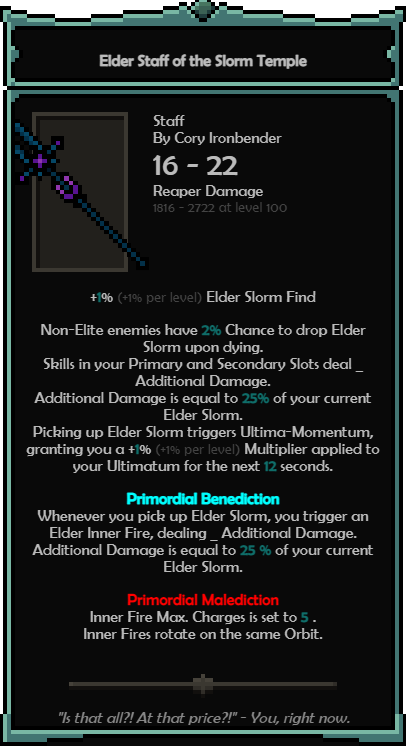 Elder Staff of the Slorm Temple
Staff
By Cory Ironbender
16 - 22
Reaper Damage
1816 - 2722 at level 100
+1% (+1% per level) Elder Slorm Find
Non-Elite enemies have 2% Chance to drop Elder
Slorm upon dying.
Skills in your Primary and Secondary Slots deal _
Additional Damage.
Additional Damage is equal to 25% of your current
Elder Slorm.
Picking up Elder Slorm triggers Ultima-Momentum,
granting you a +1% (+1% per level) Multiplier applied to
your Ultimatum for the next 12 seconds.
Primordial Benediction
Whenever you pick up Elder Slorm, you trigger an
Elder Inner Fire, dealing _ Additional Damage.
Additional Damage is equal to 25 % of your current
Elder Slorm.
Primordial Malediction
Inner Fire Max. Charges is set to 5 .
Inner Fires rotate on the same Orbit.
"Is that all?! At that price?!" - You, right now.